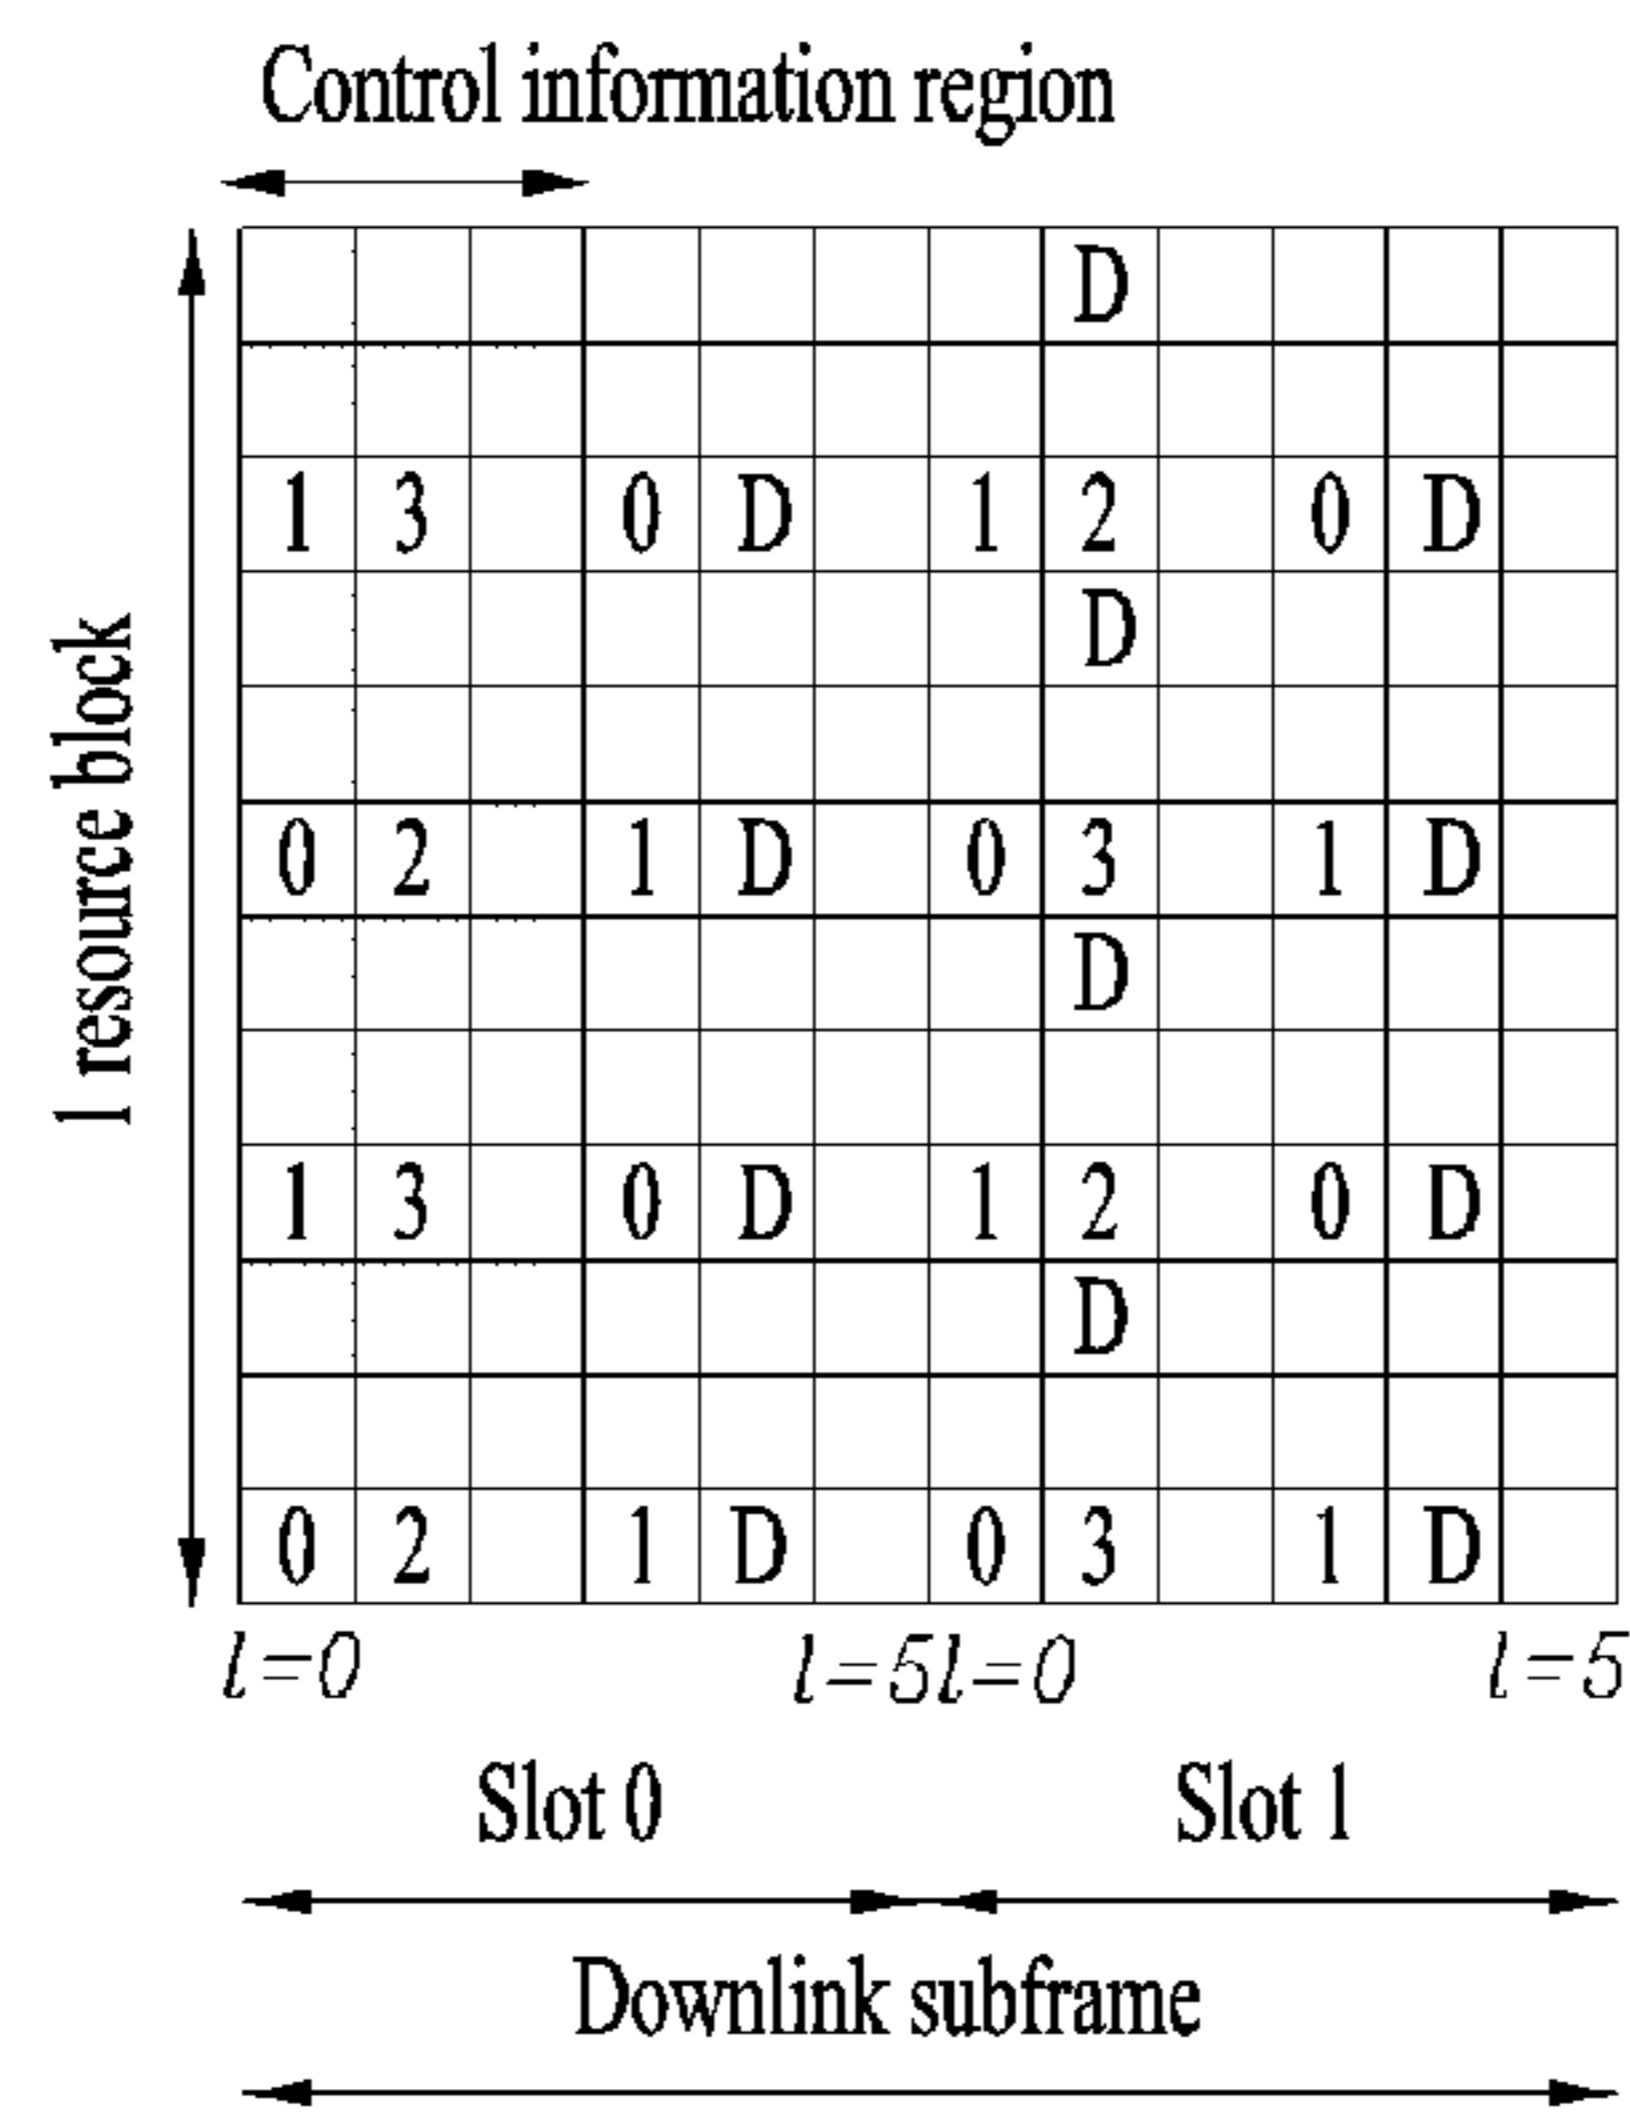 Control information region
1 resource block
D
1 3 0 D 1 2 0 D
D
0 2 1 D 0 3 1 D
D
1 3 0 D 1 2 0 D
D
0 2 1 D 0 3 1 D
l=0 l=5 l=0 l=5
Slot 0 Slot 1
Downlink subframe